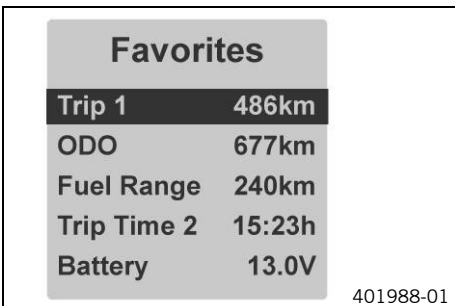 Favorites
Trip 1 486km
ODO 677km
Fuel Range 240km
Trip Time 2 15:23h
Battery 13.0V
401988-01